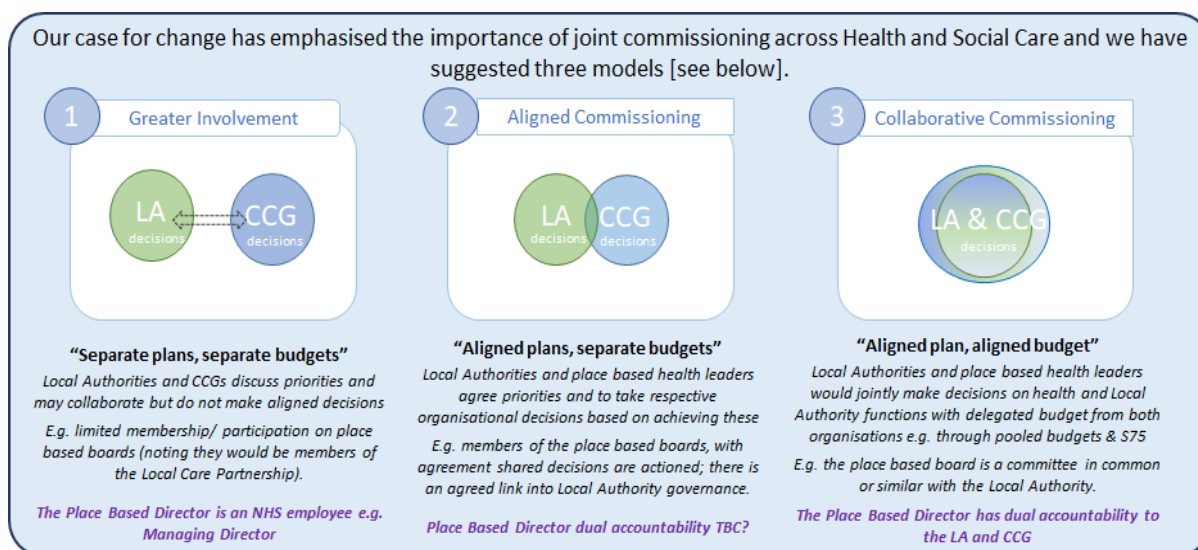 Our case for change has emphasised the importance of joint commissioning across Health and Social Care and we have
suggested three models [see below].
1
Greater Involvement
LA
decisions
CCG
decisions
"Separate plans, separate budgets"
Local Authorities and CCGs discuss priorities and
may collaborate but do not make aligned decisions
E.g. limited membership/ participation on place
based boards (noting they would be members of
the Local Care Partnership).
The Place Based Director is an NHS employee e.g.
Managing Director
2
Aligned Commissioning
LA
decisions
CCG
decisions
"Aligned plans, separate budgets"
Local Authorities and place based health leaders
agree priorities and to take respective
organisational decisions based on achieving these
E.g. members of the place based boards, with
agreement shared decisions are actioned; there is
an agreed link into Local Authority governance.
Place Based Director dual accountability TBC?
3
Collaborative Commissioning
LA & CCG
decisions
"Aligned plan, aligned budget"
Local Authorities and place based health leaders
would jointly make decisions on health and Local
Authority functions with delegated budget from both
organisations e.g. through pooled budgets & S75
E.g. the place based board is a committee in common
or similar with the Local Authority.
The Place Based Director has dual accountability to
the LA and CCG